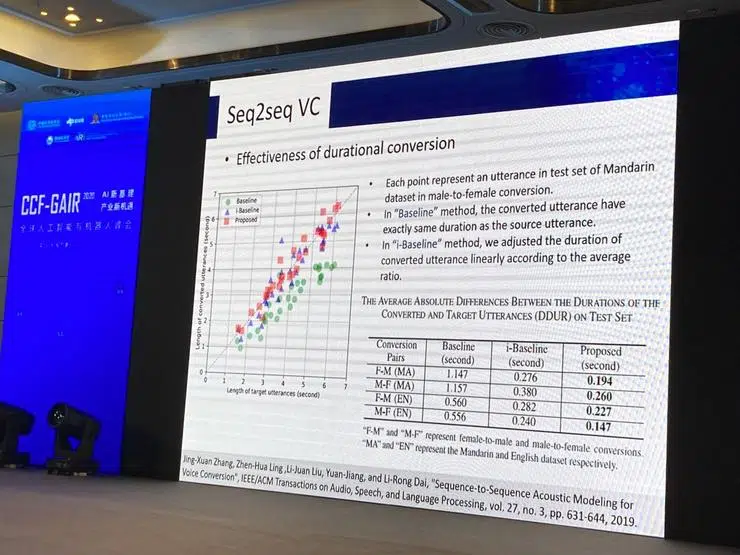 CCF-GAIR 2020
AI新基建
产业新机遇
全球人工智能与机器人峰会
Seq2seq VC
• Effectiveness of durational conversion
7
6
5
4
3
2
1
0
Length of converted utterances (second)
Baseline
i-Baseline
Proposed
0 1 2 3 4 5 6 7
Length of target utterances (second)
• Each point represent an utterance in test set of Mandarin
dataset in male-to-female conversion.
• In “Baseline” method, the converted utterance have
exactly same duration as the source utterance.
• In “i-Baseline” method, we adjusted the duration of
converted utterance linearly according to the average
ratio.
THE AVERAGE ABSOLUTE DIFFERENCES BETWEEN THE DURATIONS OF THE
CONVERTED AND TARGET UTTERANCES (DDUR) ON TEST SET
Conversion Baseline i-Baseline Proposed
Pairs (second) (second) (second)
F-M (MA) 1.147 0.276 0.194
M-F (MA) 1.157 0.380 0.260
F-M (EN) 0.560 0.282 0.227
M-F (EN) 0.556 0.240 0.147
“F-M” and “M-F” represent female-to-male and male-to-female conversions.
“MA” and “EN” represent the Mandarin and English dataset respectively.
Jing-Xuan Zhang, Zhen-Hua Ling ,Li-Juan Liu, Yuan-Jiang, and Li-Rong Dai, "Sequence-to-Sequence Acoustic Modeling for
Voice Conversion", IEEE/ACM Transactions on Audio, Speech, and Language Processing, vol. 27, no. 3, pp. 631-644, 2019.